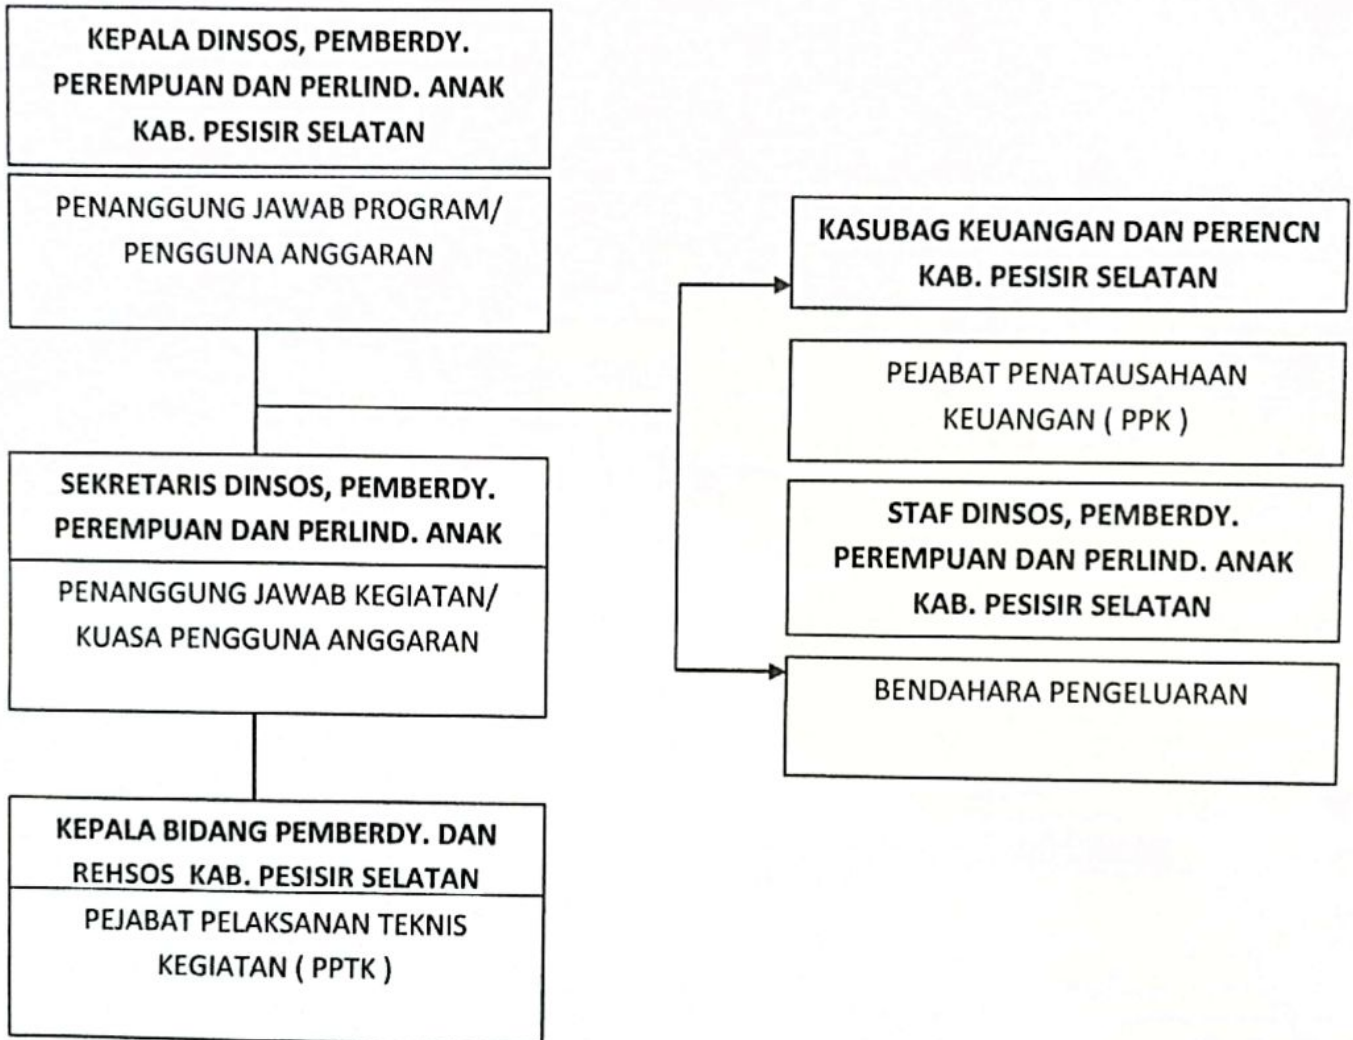 KEPALA DINSOS, PEMBERDY.
PEREMPUAN DAN PERLIND. ANAK
KAB. PESISIR SELATAN
PENANGGUNG JAWAB PROGRAM/
PENGGUNA ANGGARAN
SEKRETARIS DINSOS, PEMBERDY.
PEREMPUAN DAN PERLIND. ANAK
PENANGGUNG JAWAB KEGIATAN/
KUASA PENGGUNA ANGGARAN
KEPALA BIDANG PEMBERDY. DAN
REHSOS KAB. PESISIR SELATAN
PEJABAT PELAKSANAN TEKNIS
KEGIATAN ( PPTK )
KASUBAG KEUANGAN DAN PERENCN
KAB. PESISIR SELATAN
PEJABAT PENATAUSAHAAN
KEUANGAN ( PPK )
STAF DINSOS, PEMBERDY.
PEREMPUAN DAN PERLIND. ANAK
KAB. PESISIR SELATAN
BENDAHARA PENGELUARAN